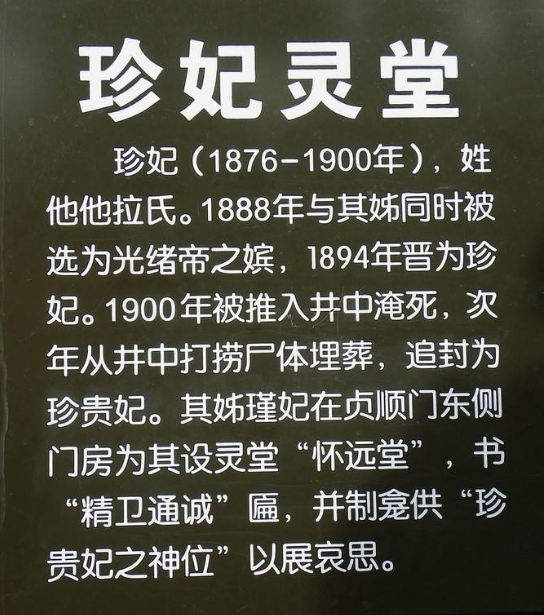 珍妃灵堂
珍妃（1876-1900年），姓
他他拉氏。1888年与其姊同时被
选为光绪帝之嫔，1894年晋为珍
妃。1900年被推入井中淹死，次
年从井中打捞尸体埋葬，追封为
珍贵妃。其姊瑾妃在贞顺门东侧
门房为其设灵堂“怀远堂”，书
“精卫通诚”匾，并制龛供“珍
贵妃之神位”以展哀思。